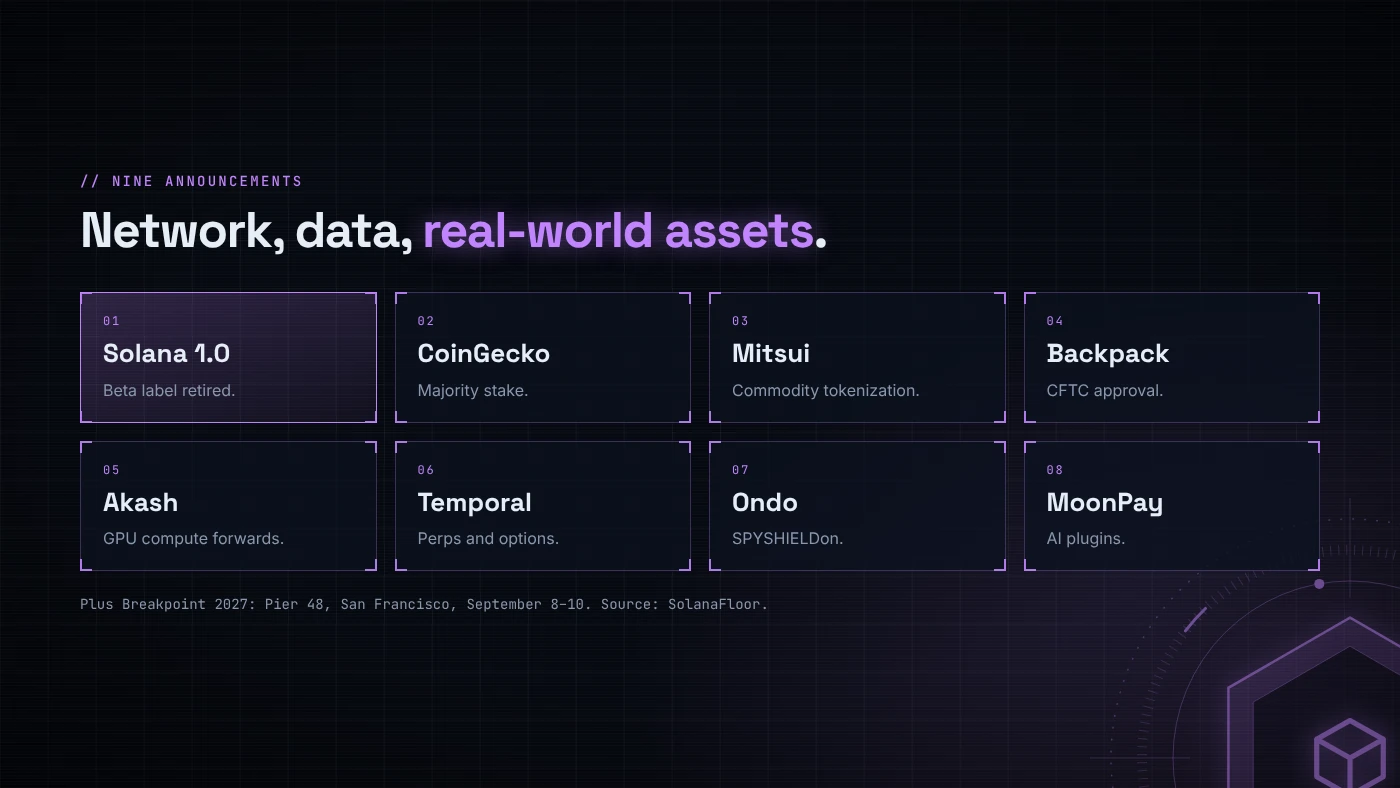 // NINE ANNOUNCEMENTS
Network, data, real-world assets.
01
Solana 1.0
Beta label retired.
02
CoinGecko
Majority stake.
03
Mitsui
Commodity tokenization.
04
Backpack
CFTC approval.
05
Akash
GPU compute forwards.
06
Temporal
Perps and options.
07
Ondo
SPYSHIELDon.
08
MoonPay
AI plugins.
Plus Breakpoint 2027: Pier 48, San Francisco, September 8–10. Source: SolanaFloor.